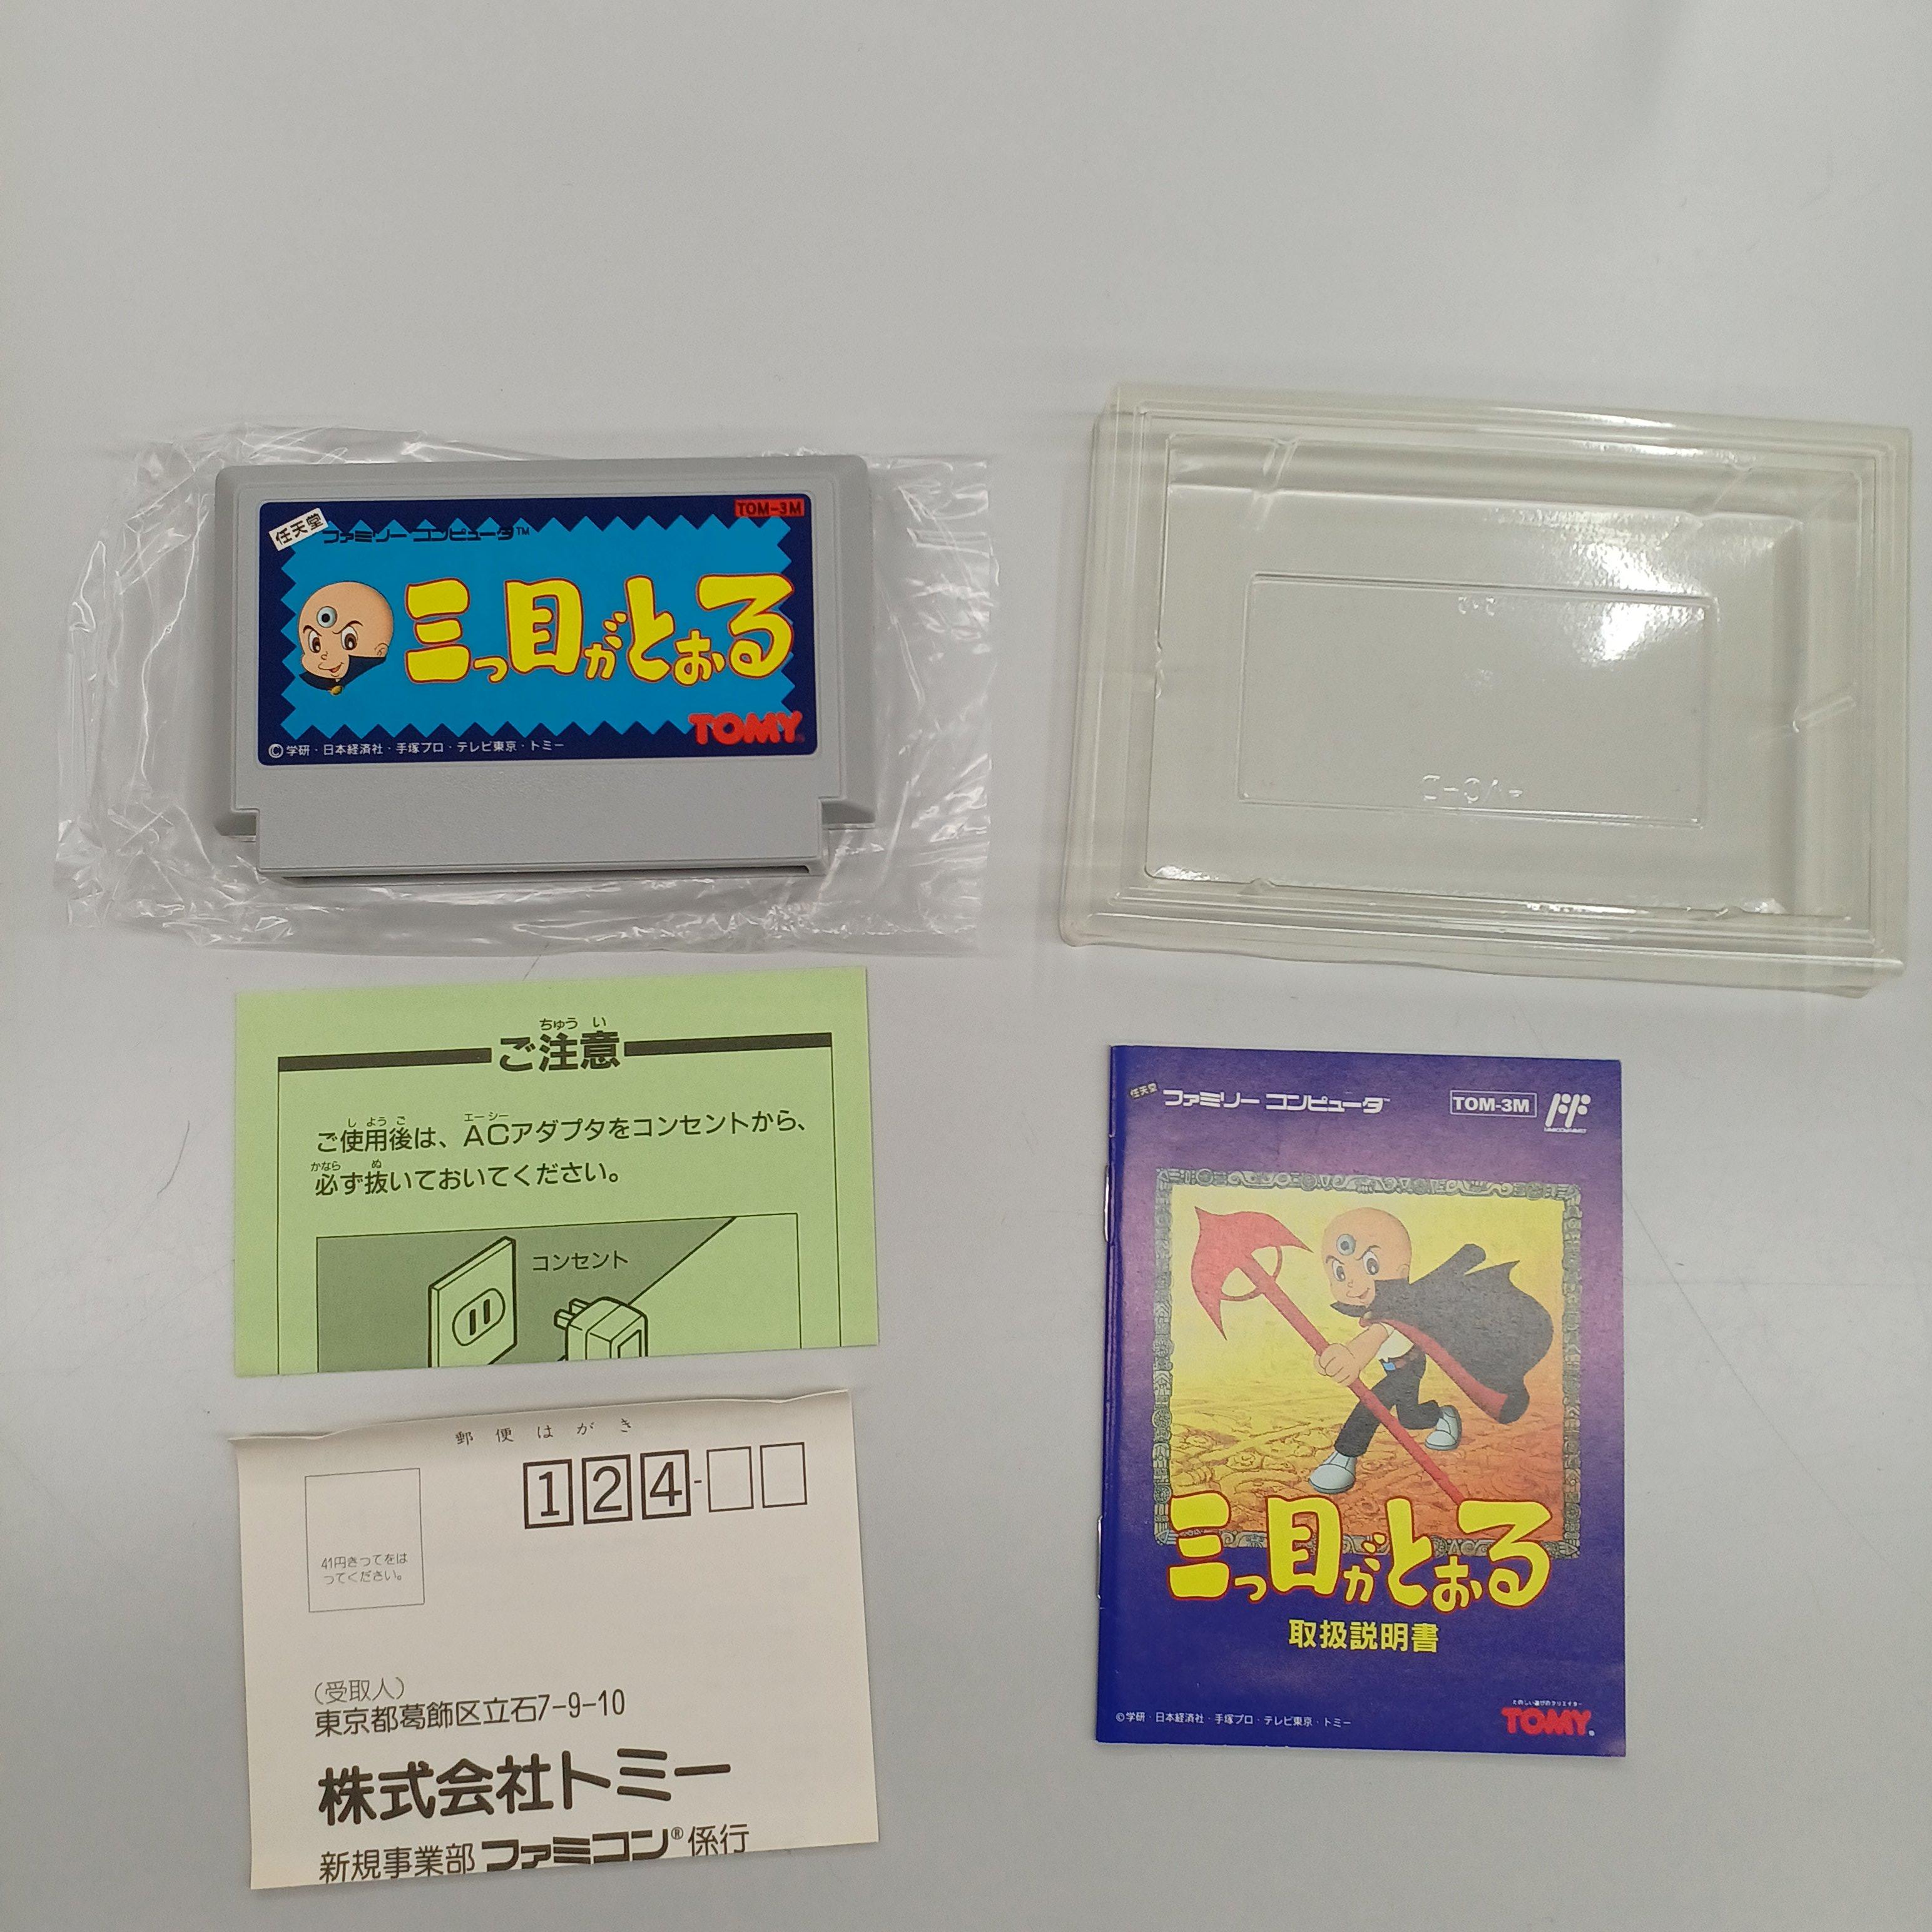 任天堂
ファミリーコンピュータ™
TOM-3M
三つ目がとおる
TOMY
©学研・日本経済社・手塚プロ・テレビ東京・トミー
ちゅうい
ご注意
しようご エーシー
ご使用後は、ACアダプタをコンセントから、
かなら ぬ
必ず抜いておいてください。
コンセント
郵便はがき
124-
41円きってをは
ってください。
(受取人)
東京都葛飾区立石7-9-10
株式会社トミー
新規事業部ファミコン®係行
任天堂
ファミリーコンピュータ™
TOM-3M
三つ目がとおる
取扱説明書
©学研・日本経済社・手塚プロ・テレビ東京・トミー
TOMY®